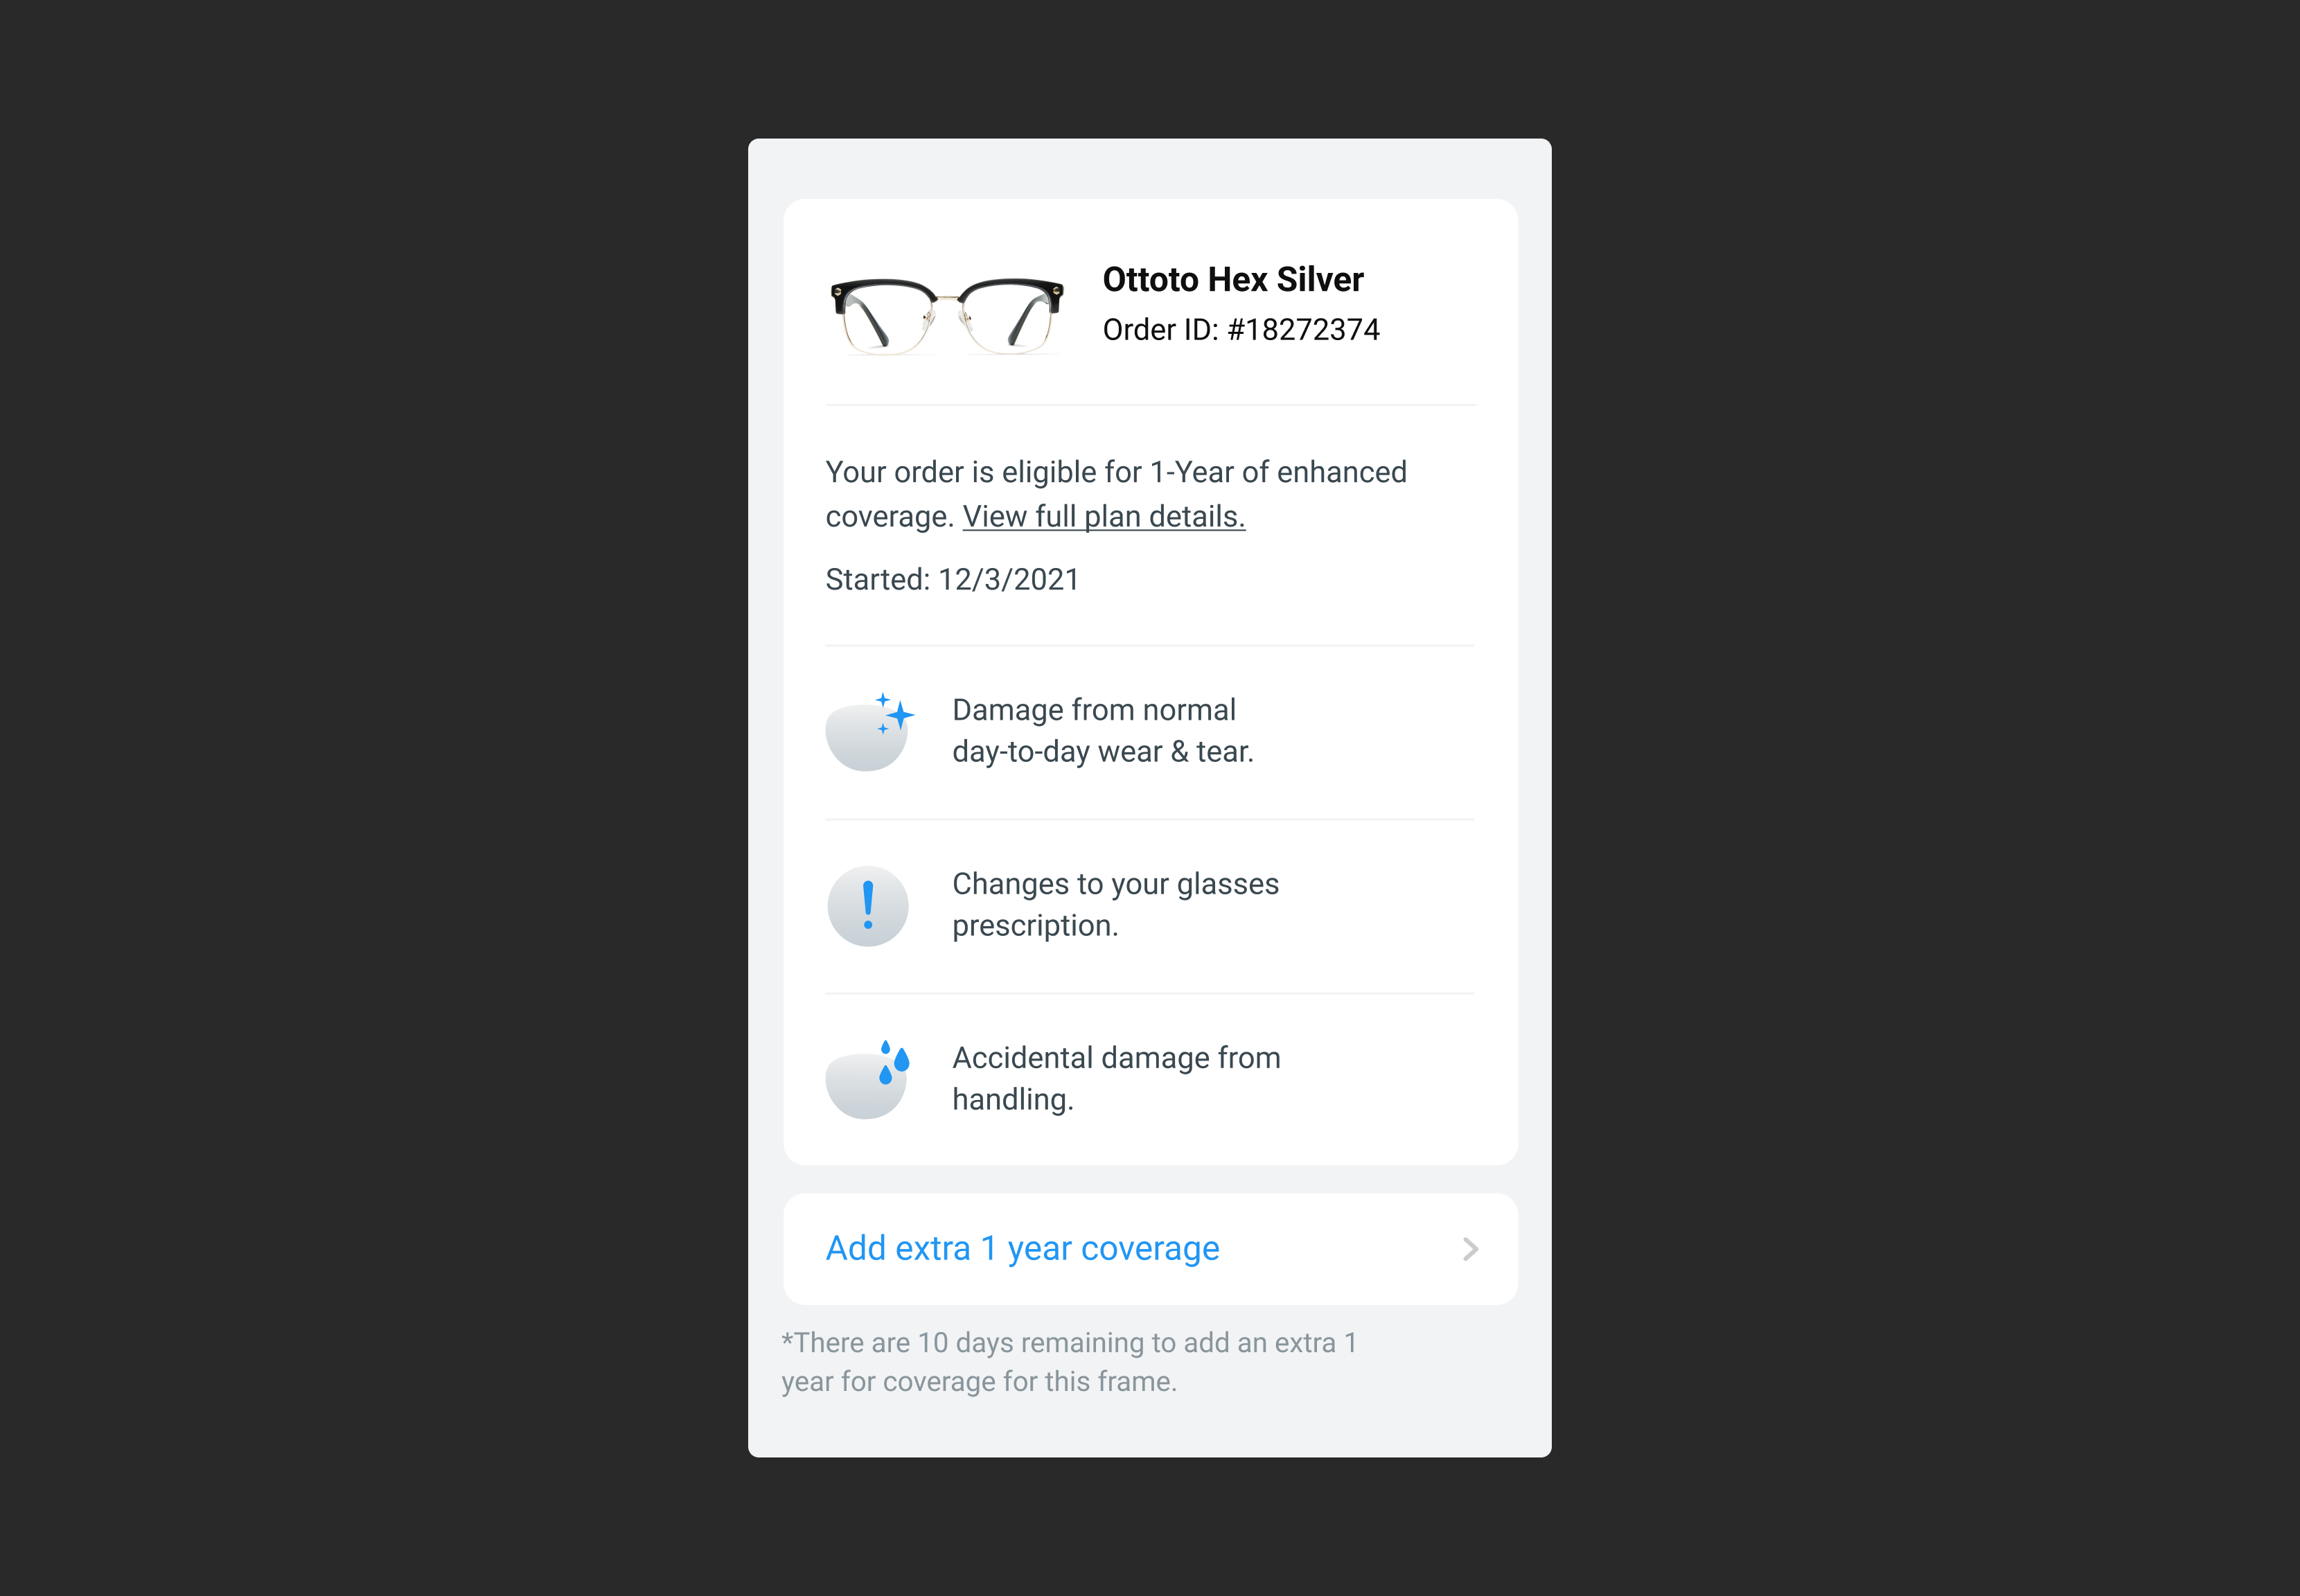 Ottoto Hex Silver
Order ID: #18272374
Your order is eligible for 1-Year of enhanced
coverage. View full plan details.
Started: 12/3/2021
Damage from normal
day-to-day wear & tear.
Changes to your glasses
prescription.
Accidental damage from
handling.
Add extra 1 year coverage
*There are 10 days remaining to add an extra 1
year for coverage for this frame.